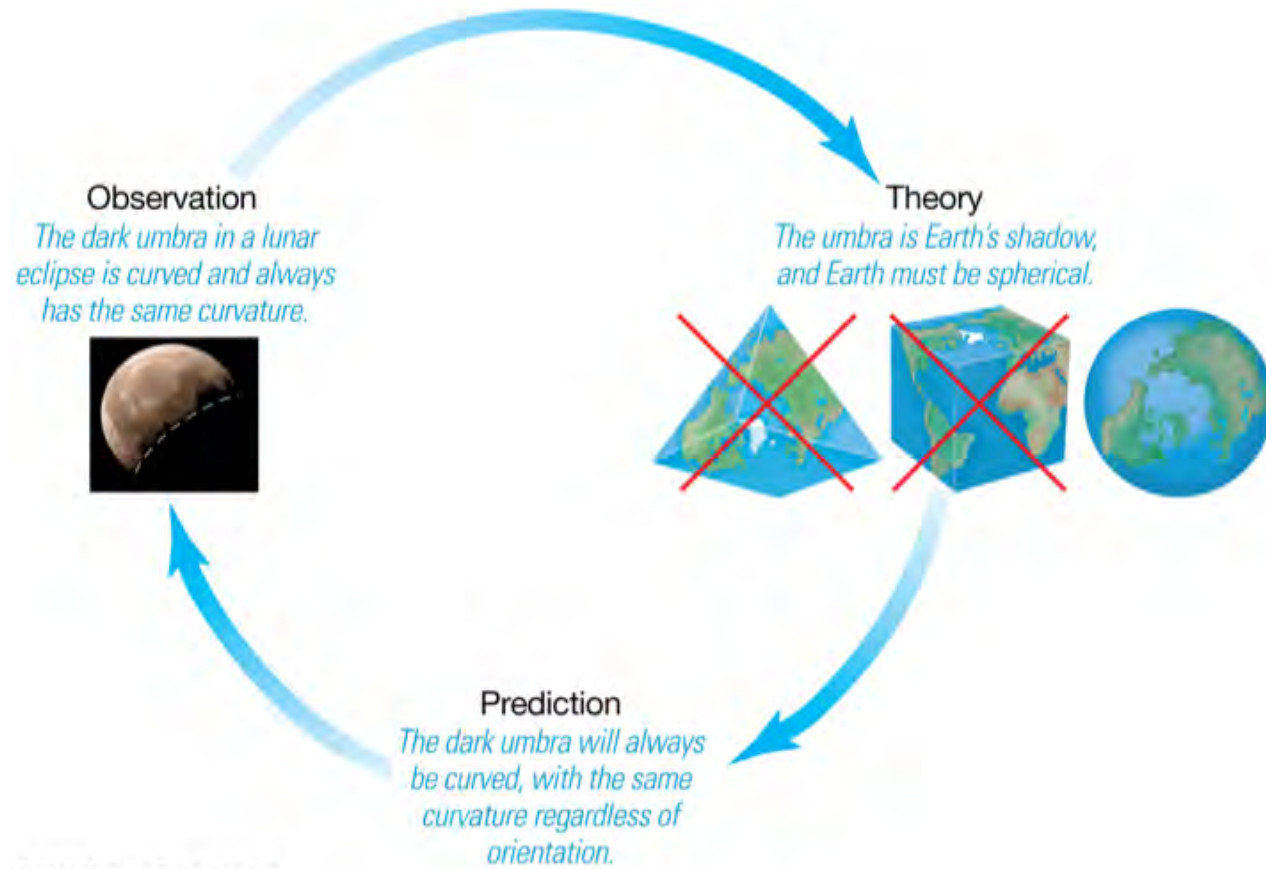 Observation
The dark umbra in a lunar
eclipse is curved and always
has the same curvature.
Theory
The umbra is Earth's shadow,
and Earth must be spherical.
Prediction
The dark umbra will always
be curved, with the same
curvature regardless of
orientation.